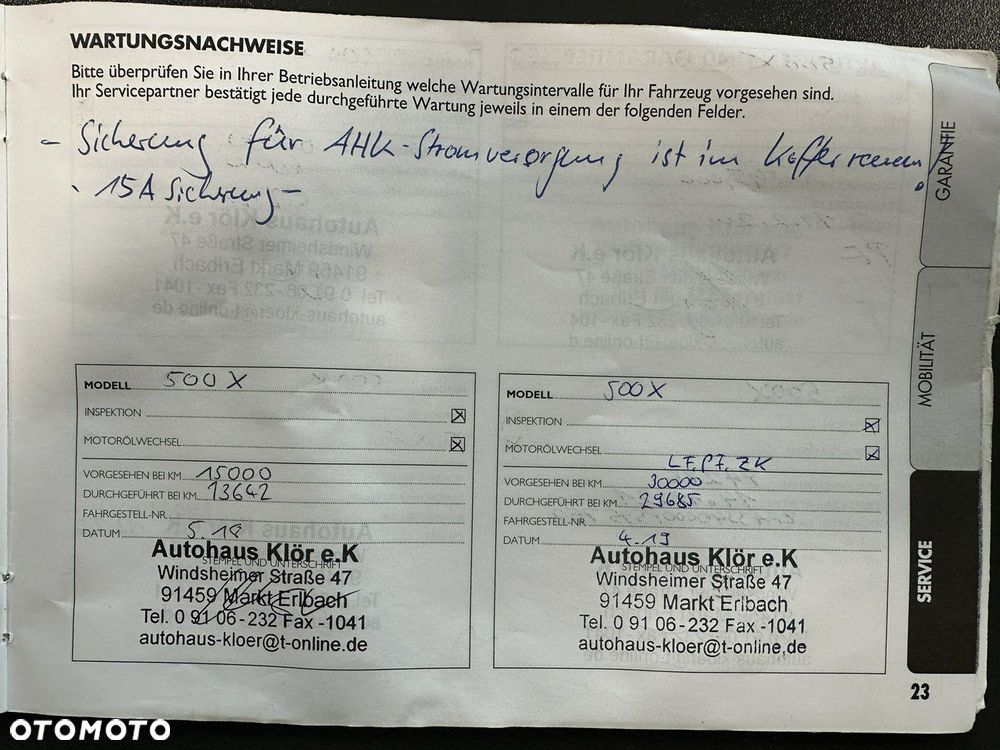 WARTUNGSNACHWEISE
Bitte überprüfen Sie in Ihrer Betriebsanleitung welche Wartungsintervalle für Ihr Fahrzeug vorgesehen sind.
Ihr Servicepartner bestätigt jede durchgeführte Wartung jeweils in einem der folgenden Felder.
- Sicherung für AHK-Stromversorgung ist im Kofferraum!
- 15A Sicherung -
GARANTIE
MOBILITÄT
SERVICE
MODELL 500X
INSPEKTION
MOTORÖLWECHSEL
VORGESEHEN BEI KM 15000
DURCHGEFÜHRT BEI KM 13642
FAHRGESTELL-NR.
DATUM 5.18
STEMPEL UND UNTERSCHRIFT
Autohaus Klör e.K
Windsheimer Straße 47
91459 Markt Erlbach
Tel. 0 91 06-232 Fax -1041
autohaus-kloer@t-online.de
MODELL 500X
INSPEKTION
MOTORÖLWECHSEL
LF, PF, ZK
VORGESEHEN BEI KM 30000
DURCHGEFÜHRT BEI KM 29685
FAHRGESTELL-NR.
DATUM 4.19
STEMPEL UND UNTERSCHRIFT
Autohaus Klör e.K
Windsheimer Straße 47
91459 Markt Erlbach
Tel. 0 91 06-232 Fax -1041
autohaus-kloer@t-online.de
23
OTOMOTO